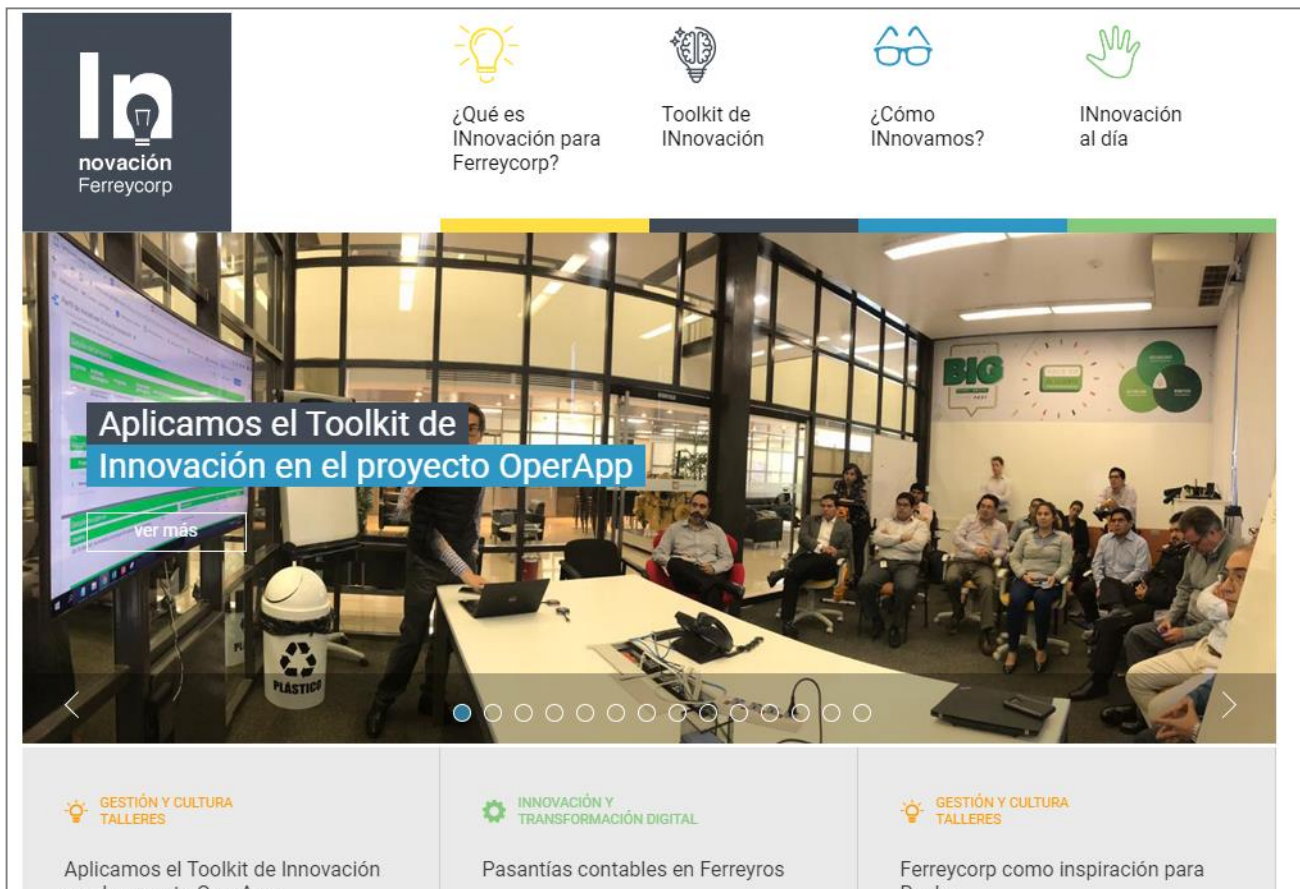 In
novación
Ferreycorp
¿Qué es
INnovación para
Ferreycorp?
Toolkit de
INnovación
¿Cómo
INnovamos?
INnovación
al día
BIG
Aplicamos el Toolkit de
Innovación en el proyecto OperApp
ver más
PLÁSTICO
GESTIÓN Y CULTURA
TALLERES
Aplicamos el Toolkit de Innovación
INNOVACIÓN Y
TRANSFORMACIÓN DIGITAL
Pasantías contables en Ferreyros
GESTIÓN Y CULTURA
TALLERES
Ferreycorp como inspiración para